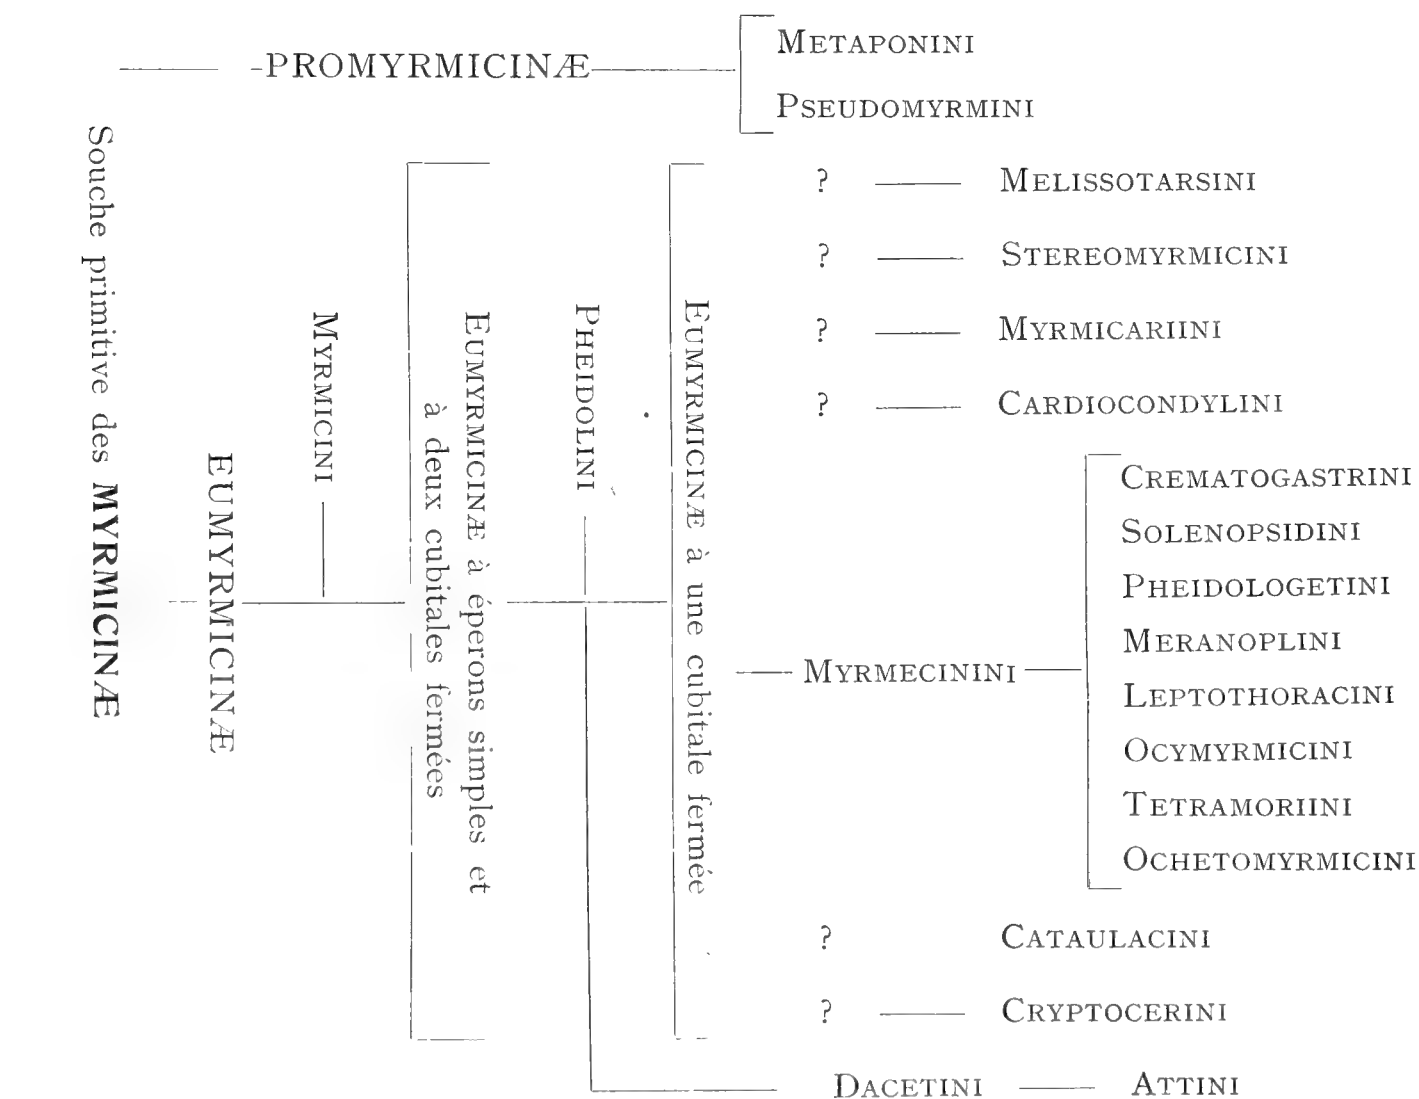 PROMYRMICINÆ
METAPONINI
PSEUDOMYRMINI
Souche primitive des MYRMICINÆ
EUMYRMICINÆ
MYRMICINI
EUMYRMICINÆ à éperons simples et
à deux cubitales fermées
PHEIDOLINI
EUMYRMICINÆ à une cubitale fermée
? MELISSOTARSINI
? STEREOMYRMICINI
? MYRMICARIINI
? CARDIOCONDYLINI
MYRMECININI
CREMATOGASTRINI
SOLENOPSIDINI
PHEIDOLOGETINI
MERANOPLINI
LEPTOTHORACINI
OCYMYRMICINI
TETRAMORIINI
OCHETOMYRMICINI
? CATAULACINI
? CRYPTOCERINI
DACETINI — ATTINI